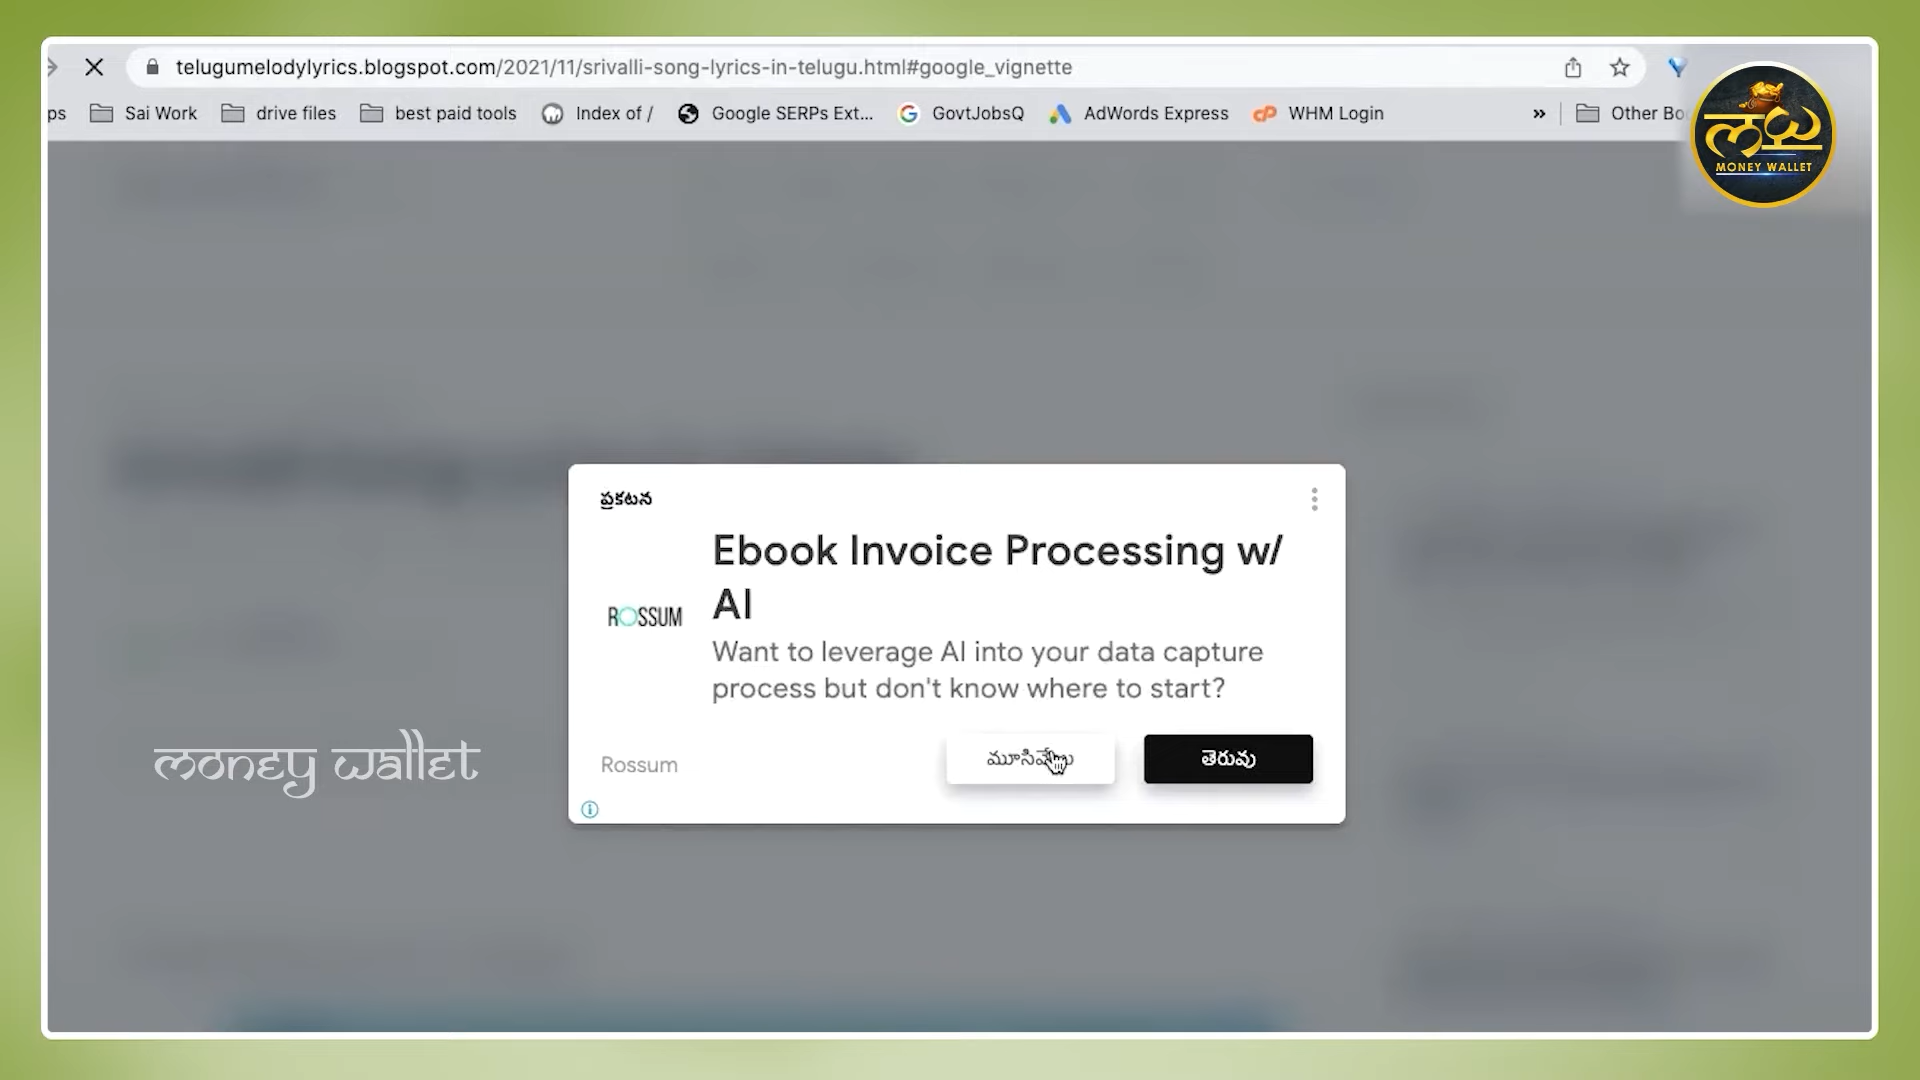 telugumelodylyrics.blogspot.com/2021/11/srivalli-song-lyrics-in-telugu.html#google_vignette
ps Sai Work drive files best paid tools Index of / Google SERPs Ext... GovtJobsQ AdWords Express WHM Login » Other Bo
MONEY WALLET
ప్రకటన
Ebook Invoice Processing w/
AI
ROSSUM
Want to leverage AI into your data capture
process but don't know where to start?
money wallet
Rossum
తెరువు